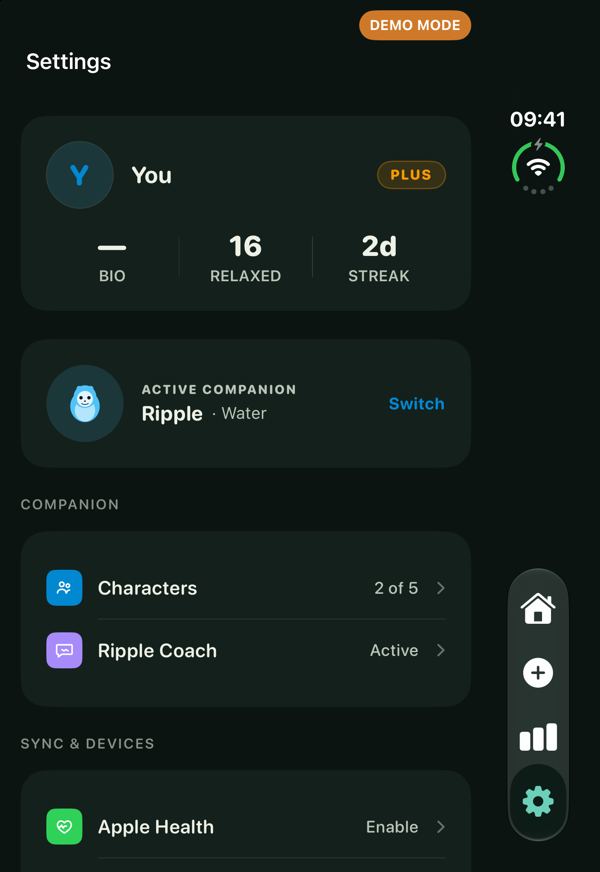 DEMO MODE
Settings
09:41
Y
You
PLUS
—
16
2d
BIO
RELAXED
STREAK
ACTIVE COMPANION
Ripple · Water
Switch
COMPANION
Characters
2 of 5
Ripple Coach
Active
SYNC & DEVICES
Apple Health
Enable